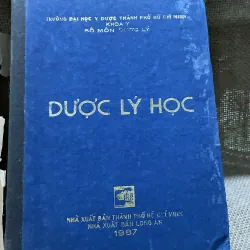 TRƯỜNG ĐẠI HỌC Y DƯỢC THÀNH PHỐ HỒ CHÍ MINH
KHOA Y
BỘ MÔN DƯỢC LÝ
DƯỢC LÝ HỌC
NHÀ XUẤT BẢN THÀNH PHỐ HỒ CHÍ MINH
NHÀ XUẤT BẢN LONG AN
1987